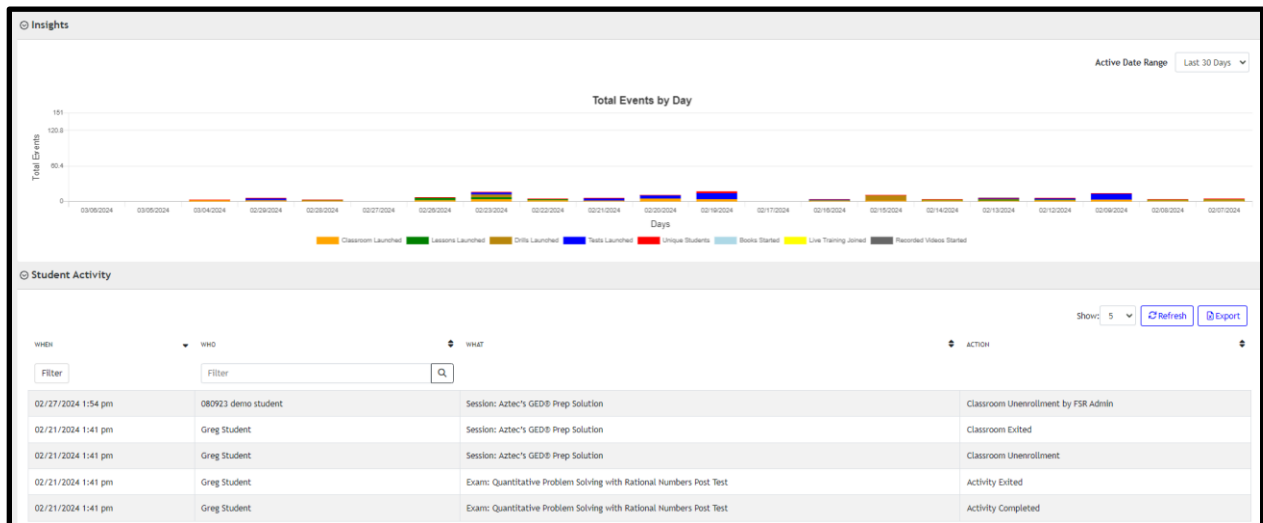 Insights
Active Date Range Last 30 Days
Total Events by Day
Total Events
151
120.8
60.4
0
03/06/2024 03/05/2024 03/04/2024 02/29/2024 02/28/2024 02/27/2024 02/26/2024 02/23/2024 02/22/2024 02/21/2024 02/20/2024 02/19/2024 02/17/2024 02/16/2024 02/15/2024 02/14/2024 02/13/2024 02/12/2024 02/09/2024 02/08/2024 02/07/2024
Days
Classroom Launched Lessons Launched Drills Launched Tests Launched Unique Students Books Started Live Training Joined Recorded Videos Started
Student Activity
Show: 5 Refresh Export
WHEN WHO WHAT ACTION
Filter Filter
02/27/2024 1:54 pm 080923 demo student Session: Aztec's GED® Prep Solution Classroom Unenrollment by FSR Admin
02/21/2024 1:41 pm Greg Student Session: Aztec's GED® Prep Solution Classroom Exited
02/21/2024 1:41 pm Greg Student Session: Aztec's GED® Prep Solution Classroom Unenrollment
02/21/2024 1:41 pm Greg Student Exam: Quantitative Problem Solving with Rational Numbers Post Test Activity Exited
02/21/2024 1:41 pm Greg Student Exam: Quantitative Problem Solving with Rational Numbers Post Test Activity Completed